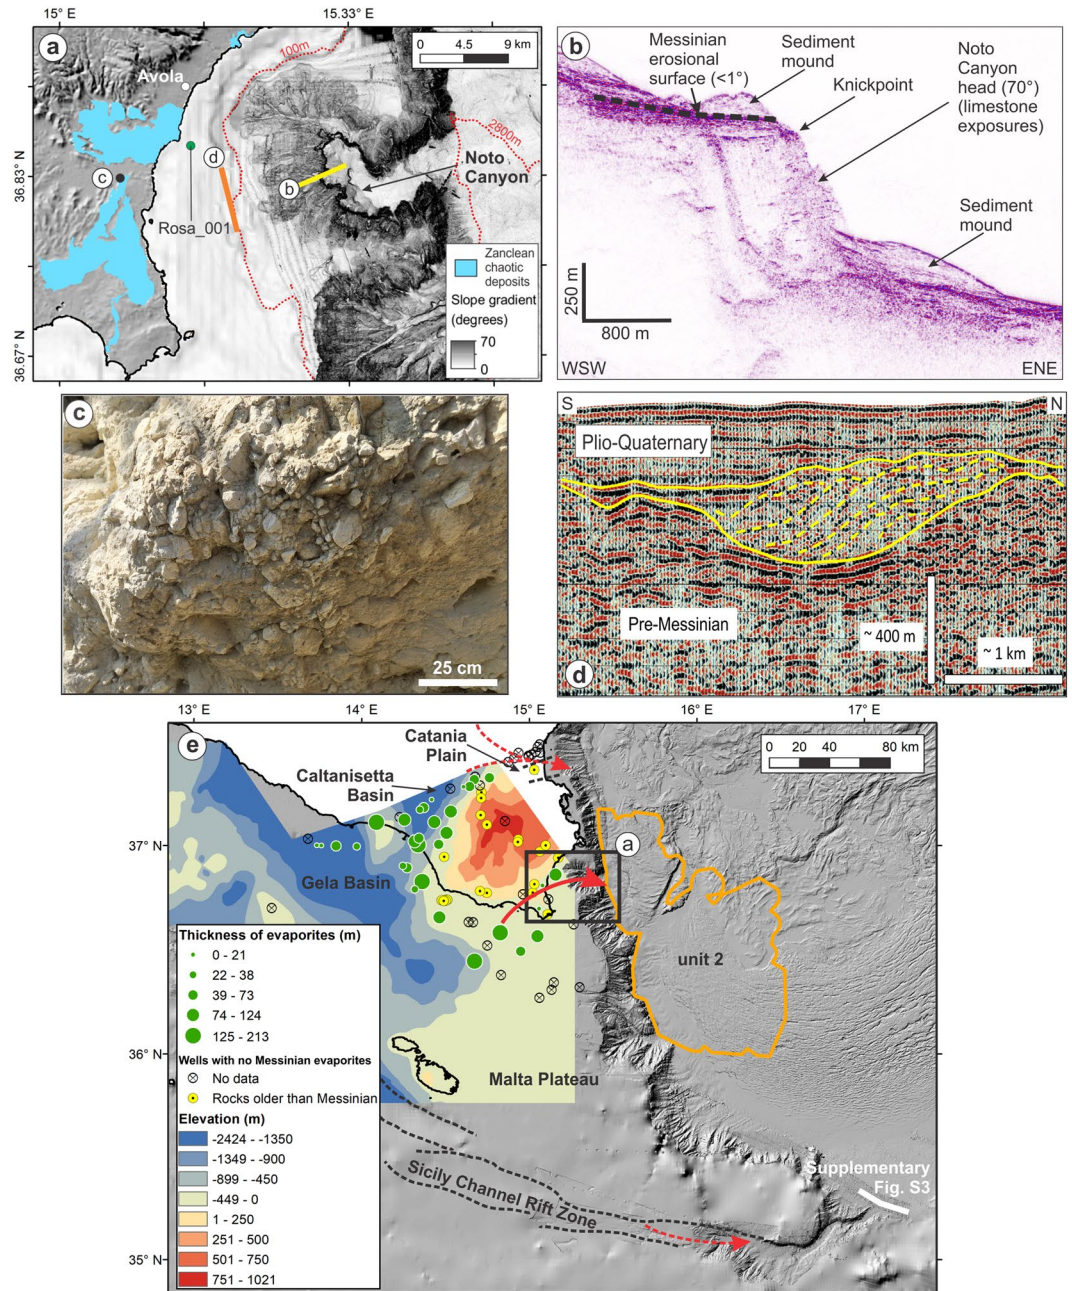 15° E
15.33° E
a
100m
0 4.5 9 km
Avola
2800m
36.83° N
d
c
b
Noto
Canyon
Rosa_001
Zanclean
chaotic
deposits
Slope gradient
(degrees)
70
0
36.67° N
b
Messinian
erosional
surface (<1°)
Sediment
mound
Knickpoint
Noto
Canyon
head (70°)
(limestone
exposures)
Sediment
mound
250 m
800 m
WSW
ENE
c
25 cm
S
N
Plio-Quaternary
Pre-Messinian
~ 400 m
~ 1 km
d
13° E
14° E
15° E
16° E
17° E
e
Catania
Plain
0 20 40 60 80 km
Caltanisetta
Basin
37° N
a
Gela Basin
unit 2
Thickness of evaporites (m)
0 - 21
22 - 38
39 - 73
74 - 124
125 - 213
Wells with no Messinian evaporites
No data
Rocks older than Messinian
36° N
Malta Plateau
Elevation (m)
-2424 - -1350
-1349 - -900
-899 - -450
-449 - 0
1 - 250
251 - 500
501 - 750
751 - 1021
Sicily Channel Rift Zone
Supplementary
Fig. S3
35° N